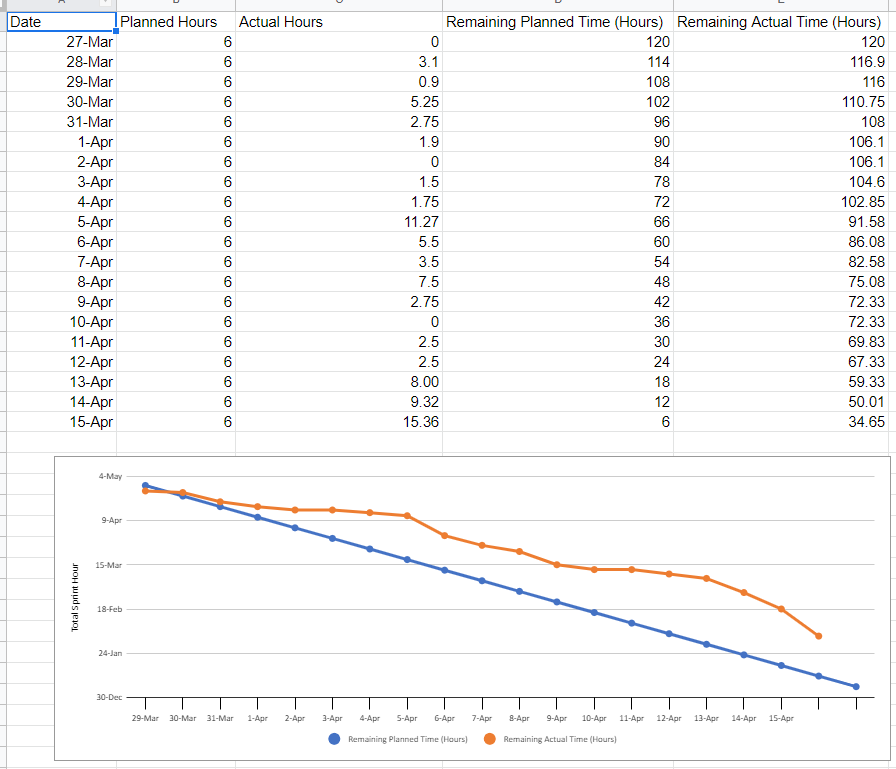 Date Planned Hours Actual Hours Remaining Planned Time (Hours) Remaining Actual Time (Hours)
27-Mar 6 0 120 120
28-Mar 6 3.1 114 116.9
29-Mar 6 0.9 108 116
30-Mar 6 5.25 102 110.75
31-Mar 6 2.75 96 108
1-Apr 6 1.9 90 106.1
2-Apr 6 0 84 106.1
3-Apr 6 1.5 78 104.6
4-Apr 6 1.75 72 102.85
5-Apr 6 11.27 66 91.58
6-Apr 6 5.5 60 86.08
7-Apr 6 3.5 54 82.58
8-Apr 6 7.5 48 75.08
9-Apr 6 2.75 42 72.33
10-Apr 6 0 36 72.33
11-Apr 6 2.5 30 69.83
12-Apr 6 2.5 24 67.33
13-Apr 6 8.00 18 59.33
14-Apr 6 9.32 12 50.01
15-Apr 6 15.36 6 34.65
4-May
9-Apr
15-Mar
18-Feb
24-Jan
30-Dec
Total Sprint Hour
29-Mar 30-Mar 31-Mar 1-Apr 2-Apr 3-Apr 4-Apr 5-Apr 6-Apr 7-Apr 8-Apr 9-Apr 10-Apr 11-Apr 12-Apr 13-Apr 14-Apr 15-Apr
Remaining Planned Time (Hours) Remaining Actual Time (Hours)